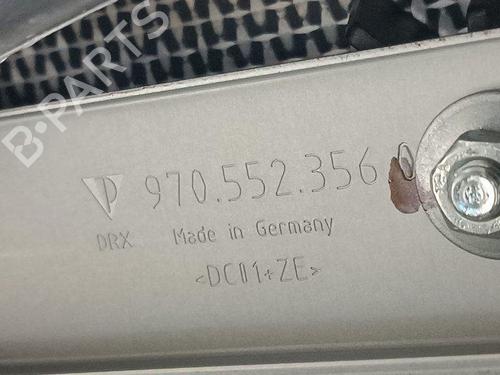 B-PARTS
P 970.552.356
DRX Made in Germany
<DC01+ZE>